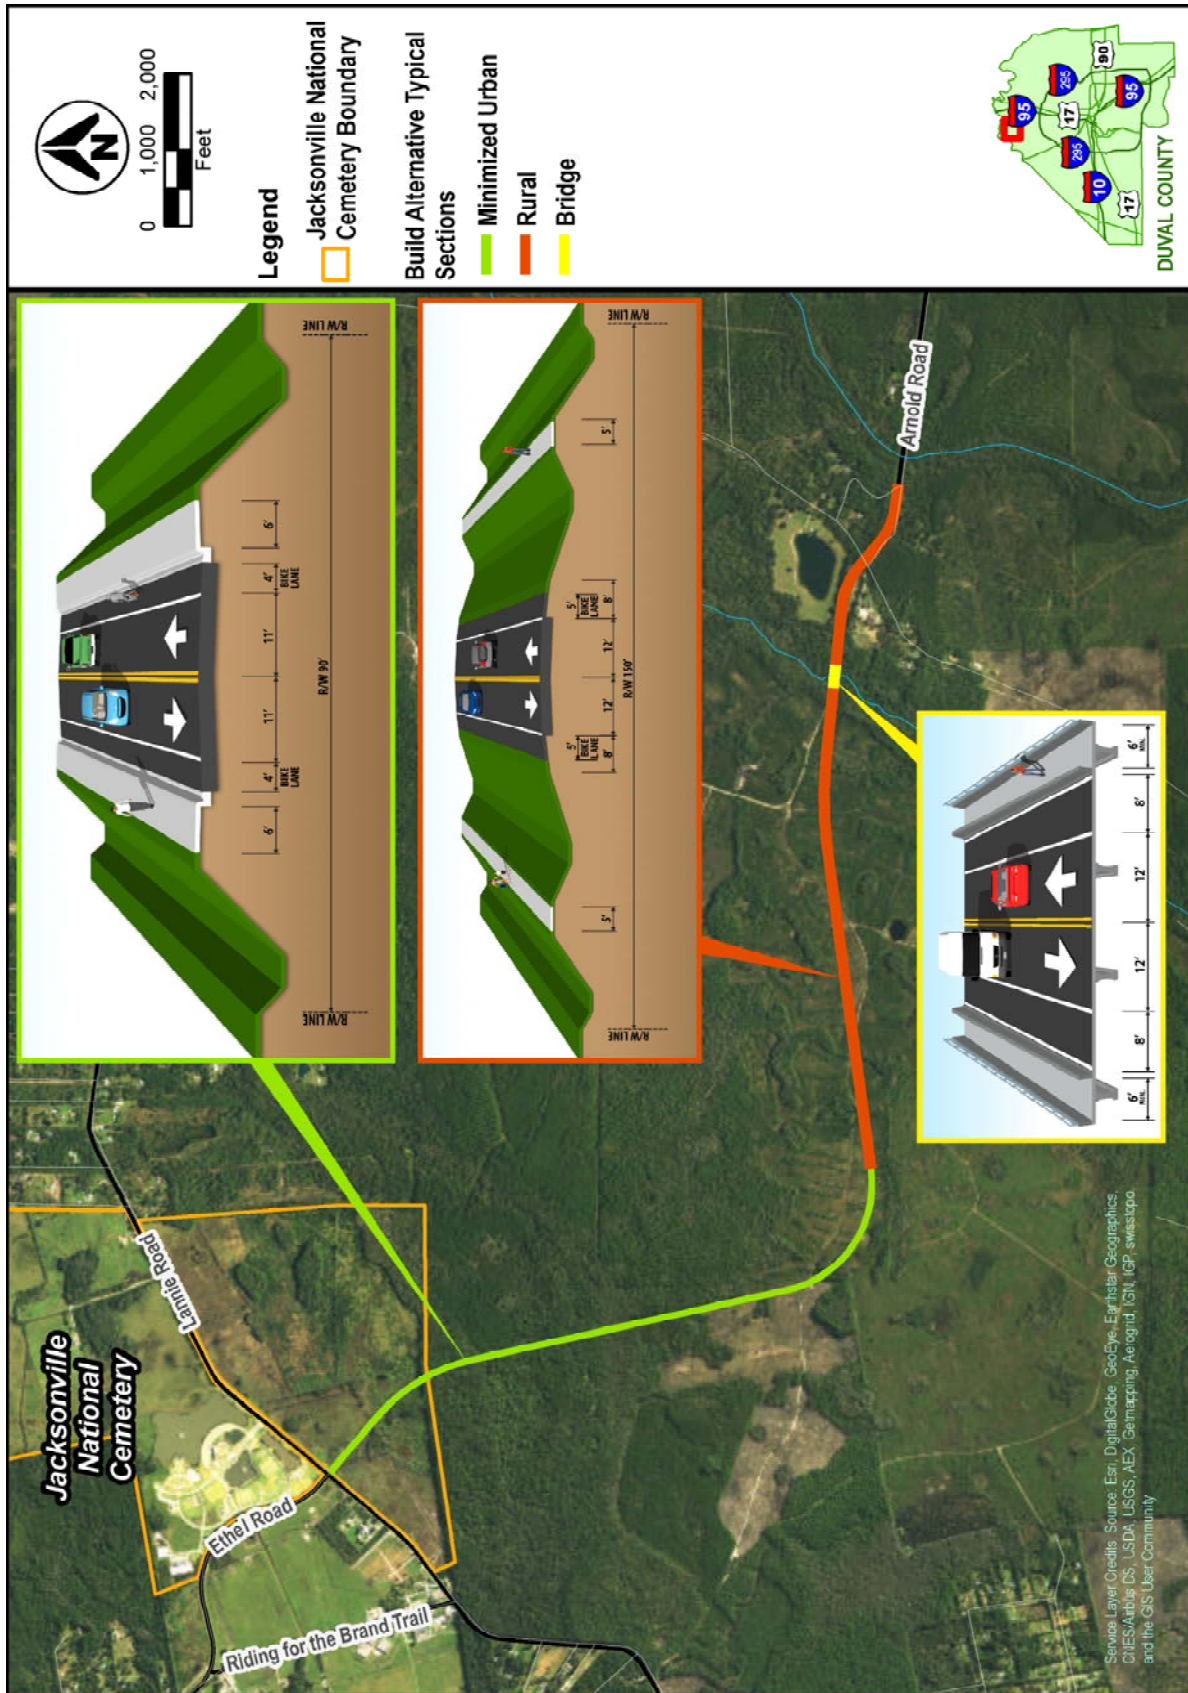 Jacksonville
National
Cemetery
Lannie Road
Ethel Road
Riding for the Brand Trail
Arnold Road
R/W LINE
R/W LINE
6'
4'
11'
11'
4'
6'
BIKE
LANE
BIKE
LANE
R/W 90'
R/W LINE
R/W LINE
5'
5'
BIKE
LANE
8'
12'
12'
5'
BIKE
LANE
8'
5'
R/W 150'
6'
MIN.
8'
12'
12'
8'
6'
MIN.
Service Layer Credits: Source: Esri, DigitalGlobe, GeoEye, Earthstar Geographics,
CNES/Airbus DS, USDA, USGS, AEX, Getmapping, Aerogrid, IGN, IGP, swisstopo,
and the GIS User Community
N
0 1,000 2,000
Feet
Legend
Jacksonville National
Cemetery Boundary
Build Alternative Typical
Sections
Minimized Urban
Rural
Bridge
95
295
90
17
295
95
10
17
DUVAL COUNTY